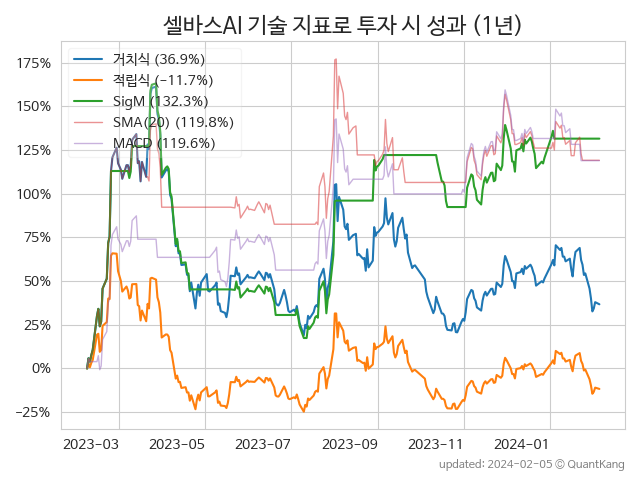 셀바스AI 기술 지표로 투자 시 성과 (1년)
175%
150%
125%
100%
75%
50%
25%
0%
−25%
거치식 (36.9%)
적립식 (−11.7%)
SigM (132.3%)
SMA(20) (119.8%)
MACD (119.6%)
2023-03 2023-05 2023-07 2023-09 2023-11 2024-01
updated: 2024-02-05 ⓒ QuantKang